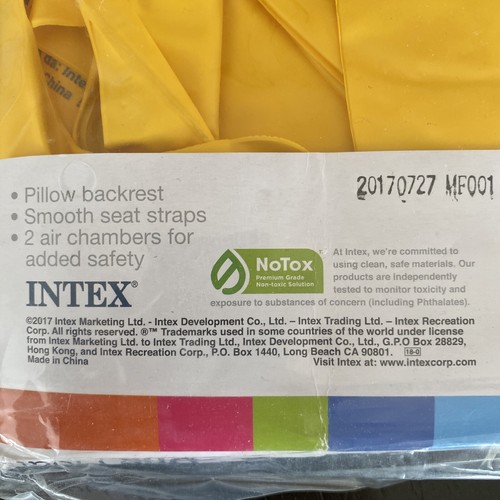 da: Inte
China
20170727 MF001
• Pillow backrest
• Smooth seat straps
• 2 air chambers for
added safety
INTEX®
NoTox
Premium Grade
Non-toxic Solution
At Intex, we're committed to
using clean, safe materials. Our
products are independently
tested to monitor toxicity and
exposure to substances of concern (including Phthalates).
©2017 Intex Marketing Ltd. - Intex Development Co., Ltd. – Intex Trading Ltd. – Intex Recreation
Corp. All rights reserved. ®™ Trademarks used in some countries of the world under license
from Intex Marketing Ltd. to Intex Trading Ltd., Intex Development Co., Ltd., G.P.O Box 28829,
Hong Kong, and Intex Recreation Corp., P.O. Box 1440, Long Beach CA 90801. 18-0
Made in China
Visit Intex at: www.intexcorp.com